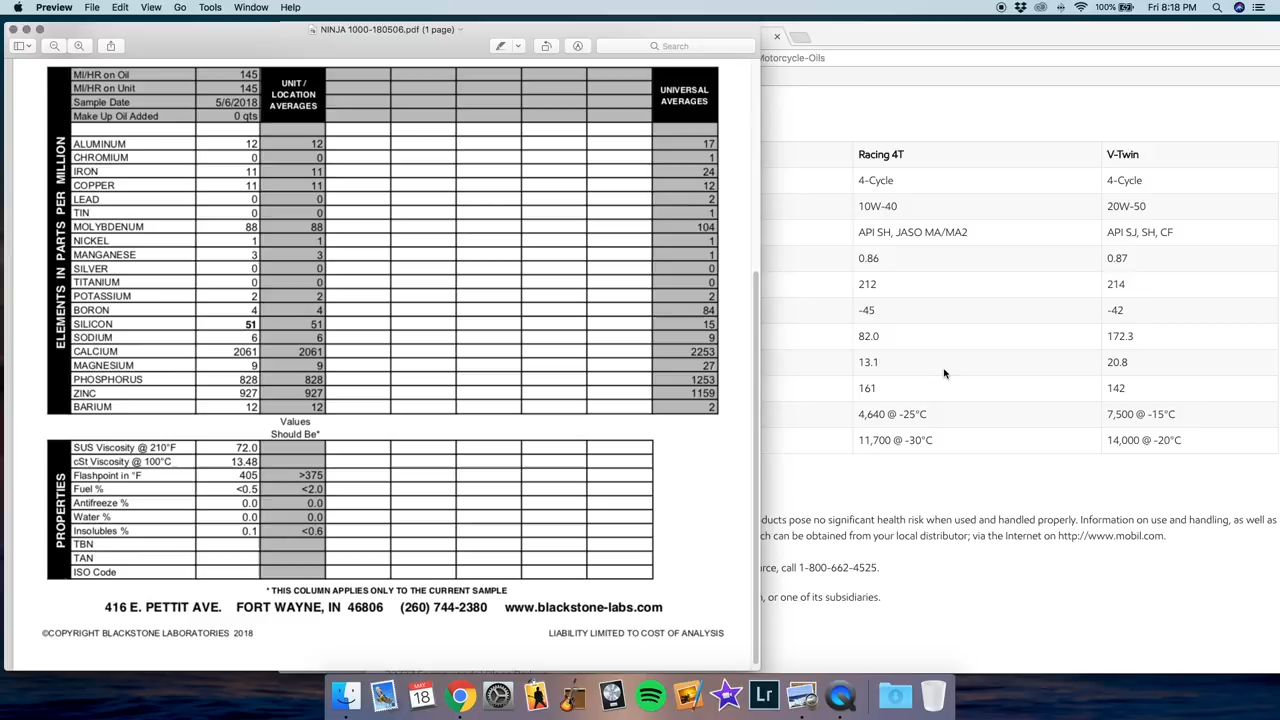 Preview File Edit View Go Tools Window Help 100% Fri 8:18 PM
NINJA 1000-180506.pdf (1 page)
Search
Motorcycle-Oils
MI/HR on Oil 145
MI/HR on Unit 145
Sample Date 5/6/2018
Make Up Oil Added 0 qts
UNIT /
LOCATION
AVERAGES
UNIVERSAL
AVERAGES
ELEMENTS IN PARTS PER MILLION
ALUMINUM 12 12 17
CHROMIUM 0 0 1
IRON 11 11 24
COPPER 11 11 12
LEAD 0 0 2
TIN 0 0 1
MOLYBDENUM 88 88 104
NICKEL 1 1 1
MANGANESE 3 3 1
SILVER 0 0 0
TITANIUM 0 0 0
POTASSIUM 2 2 2
BORON 4 4 84
SILICON 51 51 15
SODIUM 6 6 9
CALCIUM 2061 2061 2253
MAGNESIUM 9 9 27
PHOSPHORUS 828 828 1253
ZINC 927 927 1159
BARIUM 12 12 2
Values
Should Be*
PROPERTIES
SUS Viscosity @ 210°F 72.0
cSt Viscosity @ 100°C 13.48
Flashpoint in °F 405 >375
Fuel % <0.5 <2.0
Antifreeze % 0.0 0.0
Water % 0.0 0.0
Insolubles % 0.1 <0.6
TBN
TAN
ISO Code
* THIS COLUMN APPLIES ONLY TO THE CURRENT SAMPLE
416 E. PETTIT AVE. FORT WAYNE, IN 46806 (260) 744-2380 www.blackstone-labs.com
©COPYRIGHT BLACKSTONE LABORATORIES 2018 LIABILITY LIMITED TO COST OF ANALYSIS
Racing 4T V-Twin
4-Cycle 4-Cycle
10W-40 20W-50
API SH, JASO MA/MA2 API SJ, SH, CF
0.86 0.87
212 214
-45 -42
82.0 172.3
13.1 20.8
161 142
4,640 @ -25°C 7,500 @ -15°C
11,700 @ -30°C 14,000 @ -20°C
ducts pose no significant health risk when used and handled properly. Information on use and handling, as well as
ch can be obtained from your local distributor; via the Internet on http://www.mobil.com.
rce, call 1-800-662-4525.
, or one of its subsidiaries.
MAY
18
Lr